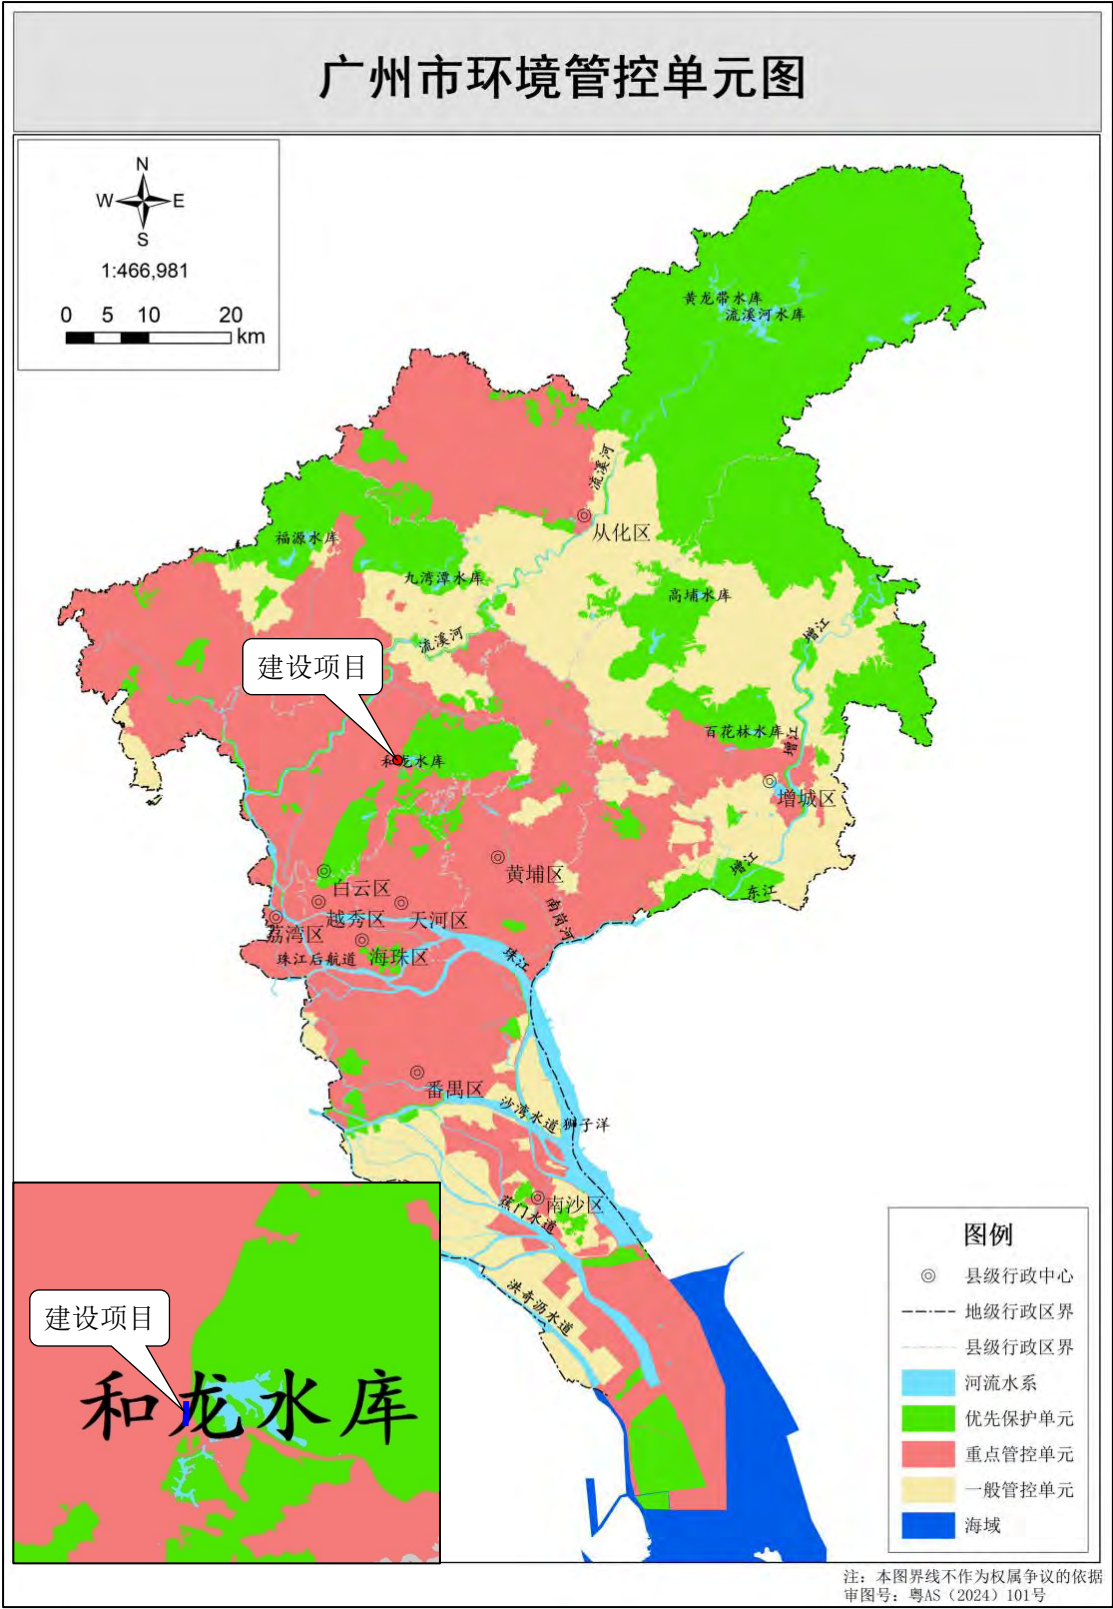 广州市环境管控单元图
N
W E
S
1:466,981
0 5 10 20
km
黄龙带水库
流溪河水库
流溪河
从化区
福源水库
九湾潭水库
高埔水库
增江
流溪河
建设项目
百花林水库
增江
和龙水库
增城区
增江
黄埔区
白云区
东江
越秀区
天河区
南岗河
荔湾区
海珠区
珠江后航道
珠江
番禺区
沙湾水道
狮子洋
南沙区
蕉门水道
洪奇沥水道
建设项目
和龙水库
图例
县级行政中心
地级行政区界
县级行政区界
河流水系
优先保护单元
重点管控单元
一般管控单元
海域
注：本图界线不作为权属争议的依据
审图号：粤AS（2024）101号